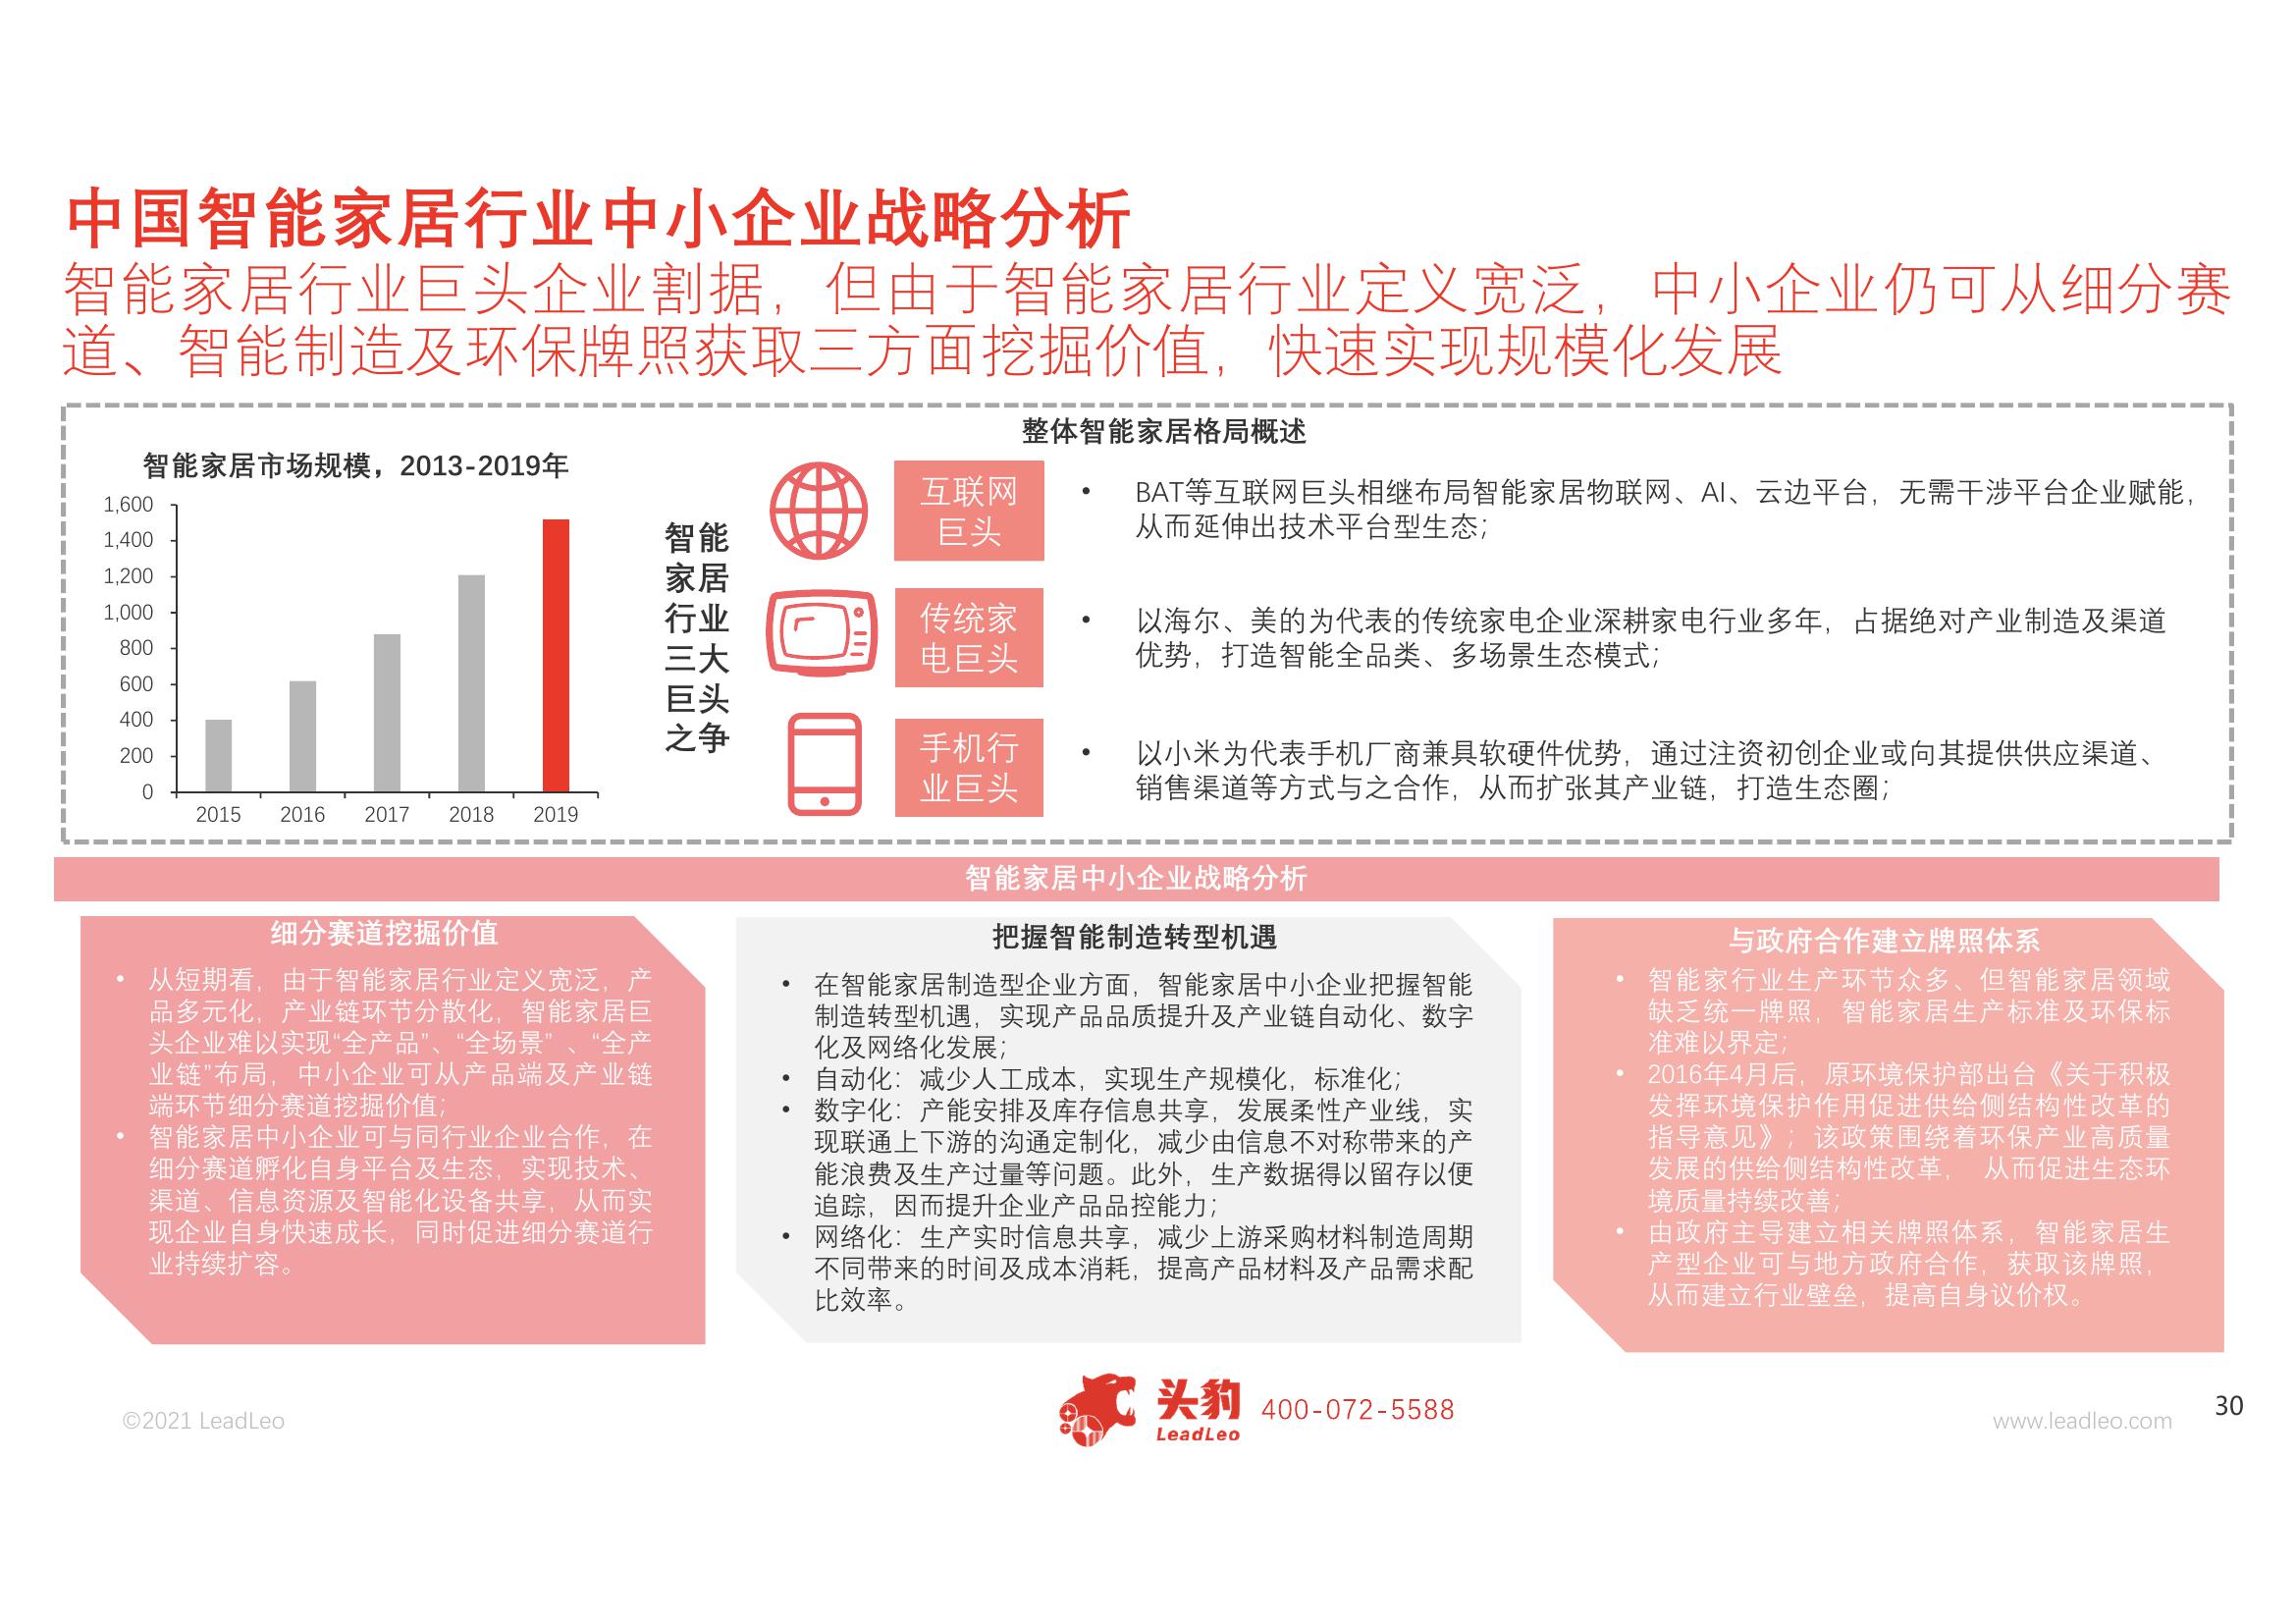 中国智能家居行业中小企业战略分析
智能家居行业巨头企业割据，但由于智能家居行业定义宽泛，中小企业仍可从细分赛
道、智能制造及环保牌照获取三方面挖掘价值，快速实现规模化发展
整体智能家居格局概述
智能家居市场规模，2013-2019年
1,600
1,400
1,200
1,000
800
600
400
200
0
2015 2016 2017 2018 2019
智能
家居
行业
三大
巨头
之争
互联网
巨头
• BAT等互联网巨头相继布局智能家居物联网、AI、云边平台，无需干涉平台企业赋能，
从而延伸出技术平台型生态；
传统家
电巨头
• 以海尔、美的为代表的传统家电企业深耕家电行业多年，占据绝对产业制造及渠道
优势，打造智能全品类、多场景生态模式；
手机行
业巨头
• 以小米为代表手机厂商兼具软硬件优势，通过注资初创企业或向其提供供应渠道、
销售渠道等方式与之合作，从而扩张其产业链，打造生态圈；
智能家居中小企业战略分析
细分赛道挖掘价值
• 从短期看，由于智能家居行业定义宽泛，产
品多元化，产业链环节分散化，智能家居巨
头企业难以实现“全产品”、“全场景” 、“全产
业链”布局，中小企业可从产品端及产业链
端环节细分赛道挖掘价值；
• 智能家居中小企业可与同行业企业合作，在
细分赛道孵化自身平台及生态，实现技术、
渠道、信息资源及智能化设备共享，从而实
现企业自身快速成长，同时促进细分赛道行
业持续扩容。
把握智能制造转型机遇
• 在智能家居制造型企业方面，智能家居中小企业把握智能
制造转型机遇，实现产品品质提升及产业链自动化、数字
化及网络化发展；
• 自动化：减少人工成本，实现生产规模化，标准化；
• 数字化：产能安排及库存信息共享，发展柔性产业线，实
现联通上下游的沟通定制化，减少由信息不对称带来的产
能浪费及生产过量等问题。此外，生产数据得以留存以便
追踪，因而提升企业产品品控能力；
• 网络化：生产实时信息共享，减少上游采购材料制造周期
不同带来的时间及成本消耗，提高产品材料及产品需求配
比效率。
与政府合作建立牌照体系
• 智能家行业生产环节众多、但智能家居领域
缺乏统一牌照，智能家居生产标准及环保标
准难以界定；
• 2016年4月后，原环境保护部出台《关于积极
发挥环境保护作用促进供给侧结构性改革的
指导意见》；该政策围绕着环保产业高质量
发展的供给侧结构性改革， 从而促进生态环
境质量持续改善；
• 由政府主导建立相关牌照体系，智能家居生
产型企业可与地方政府合作，获取该牌照，
从而建立行业壁垒，提高自身议价权。
©2021 LeadLeo
头豹
LeadLeo
400-072-5588
www.leadleo.com
30